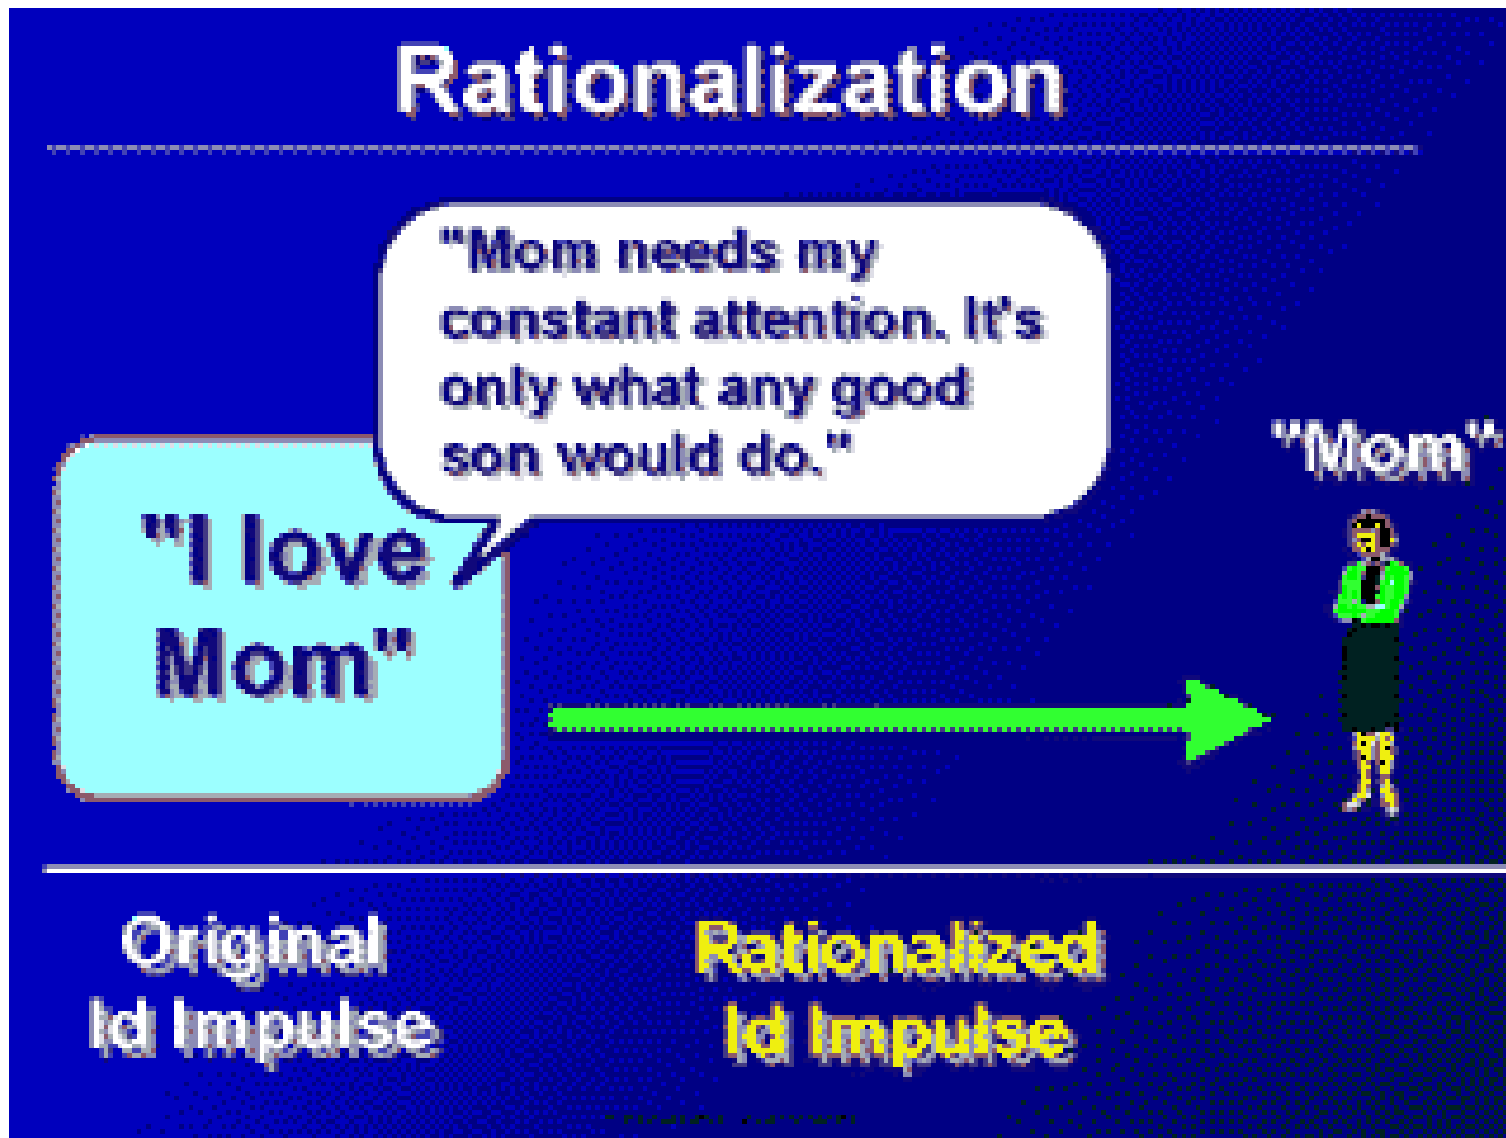 Rationalization
"Mom needs my
constant attention. It's
only what any good
son would do."
"Mom"
"I love
Mom"
Original
Id Impulse
Rationalized
Id Impulse